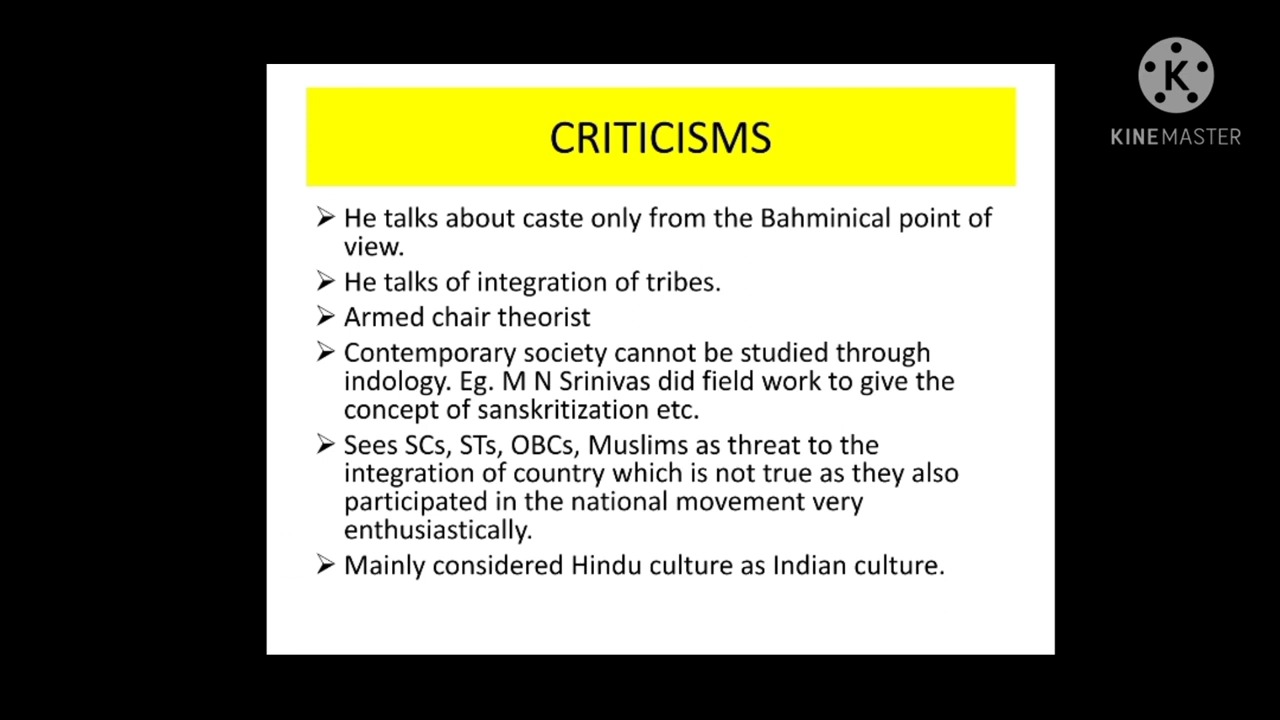 KINEMASTER
CRITICISMS
➢ He talks about caste only from the Bahminical point of
view.
➢ He talks of integration of tribes.
➢ Armed chair theorist
➢ Contemporary society cannot be studied through
indology. Eg. M N Srinivas did field work to give the
concept of sanskritization etc.
➢ Sees SCs, STs, OBCs, Muslims as threat to the
integration of country which is not true as they also
participated in the national movement very
enthusiastically.
➢ Mainly considered Hindu culture as Indian culture.